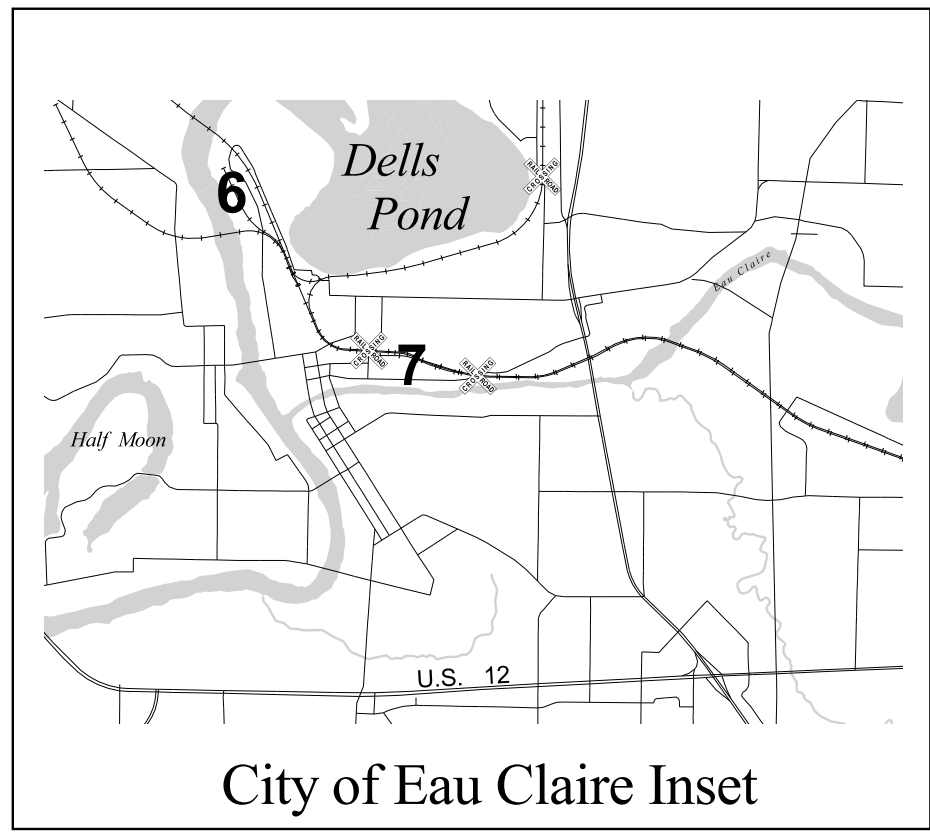 Dells
Pond
6
RAIL ROAD
CROSSING
Eau Claire
7
RAIL ROAD
CROSSING
RAIL ROAD
CROSSING
Half Moon
U.S. 12
City of Eau Claire Inset